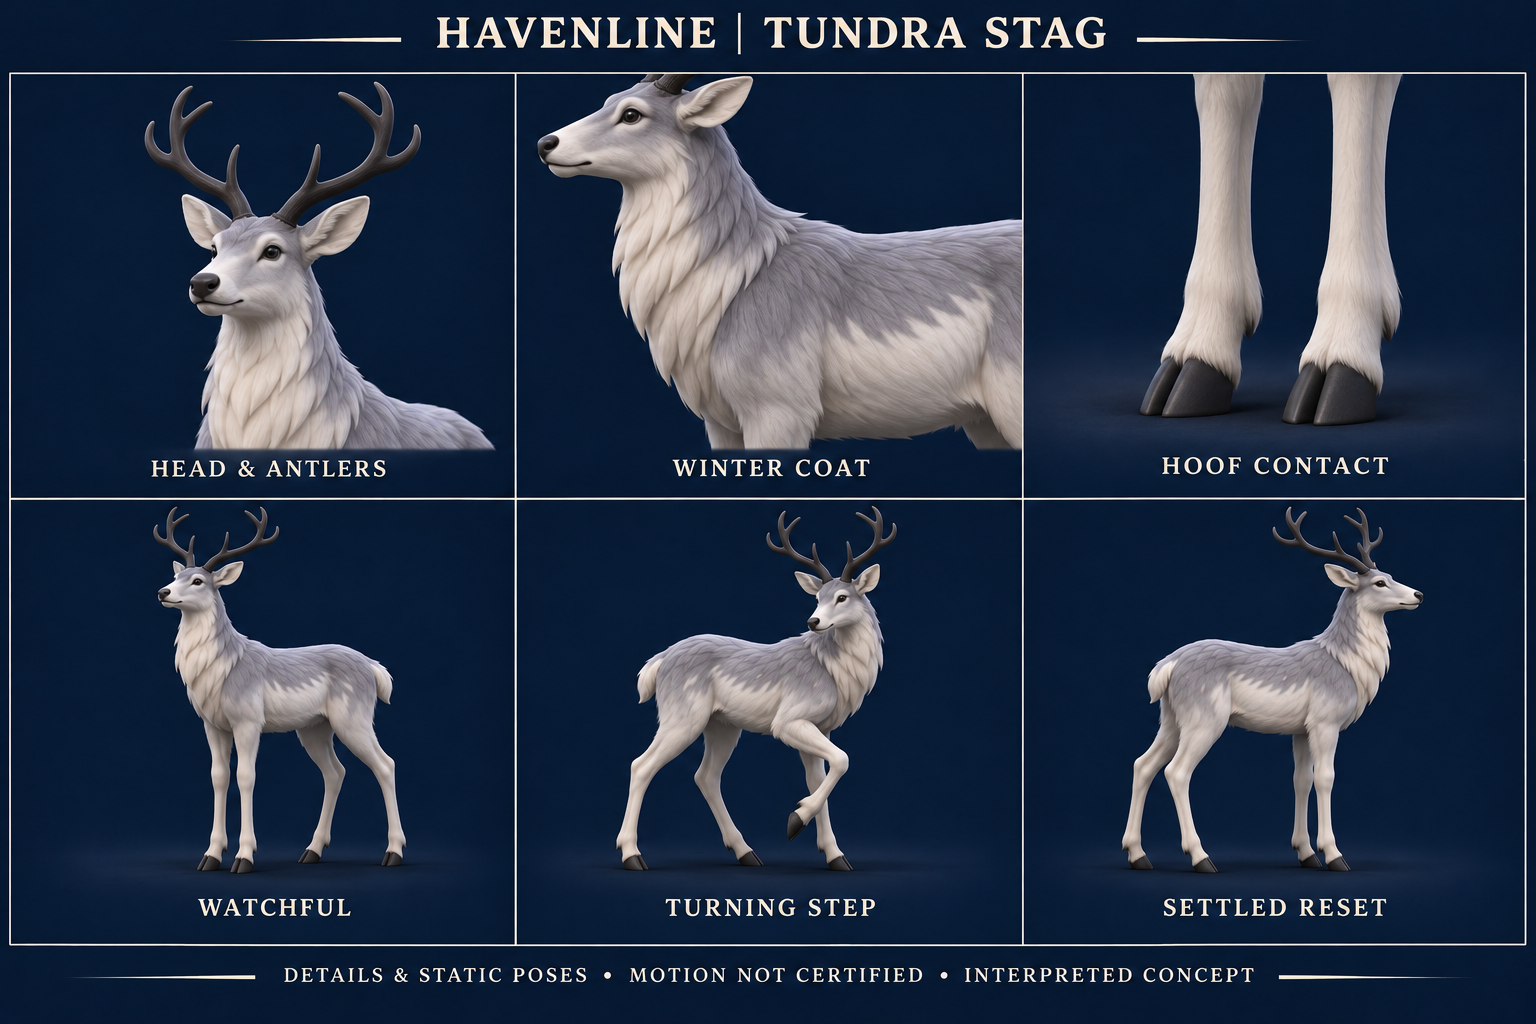 HAVENLINE | TUNDRA STAG
HEAD & ANTLERS
WINTER COAT
HOOF CONTACT
WATCHFUL
TURNING STEP
SETTLED RESET
DETAILS & STATIC POSES • MOTION NOT CERTIFIED • INTERPRETED CONCEPT